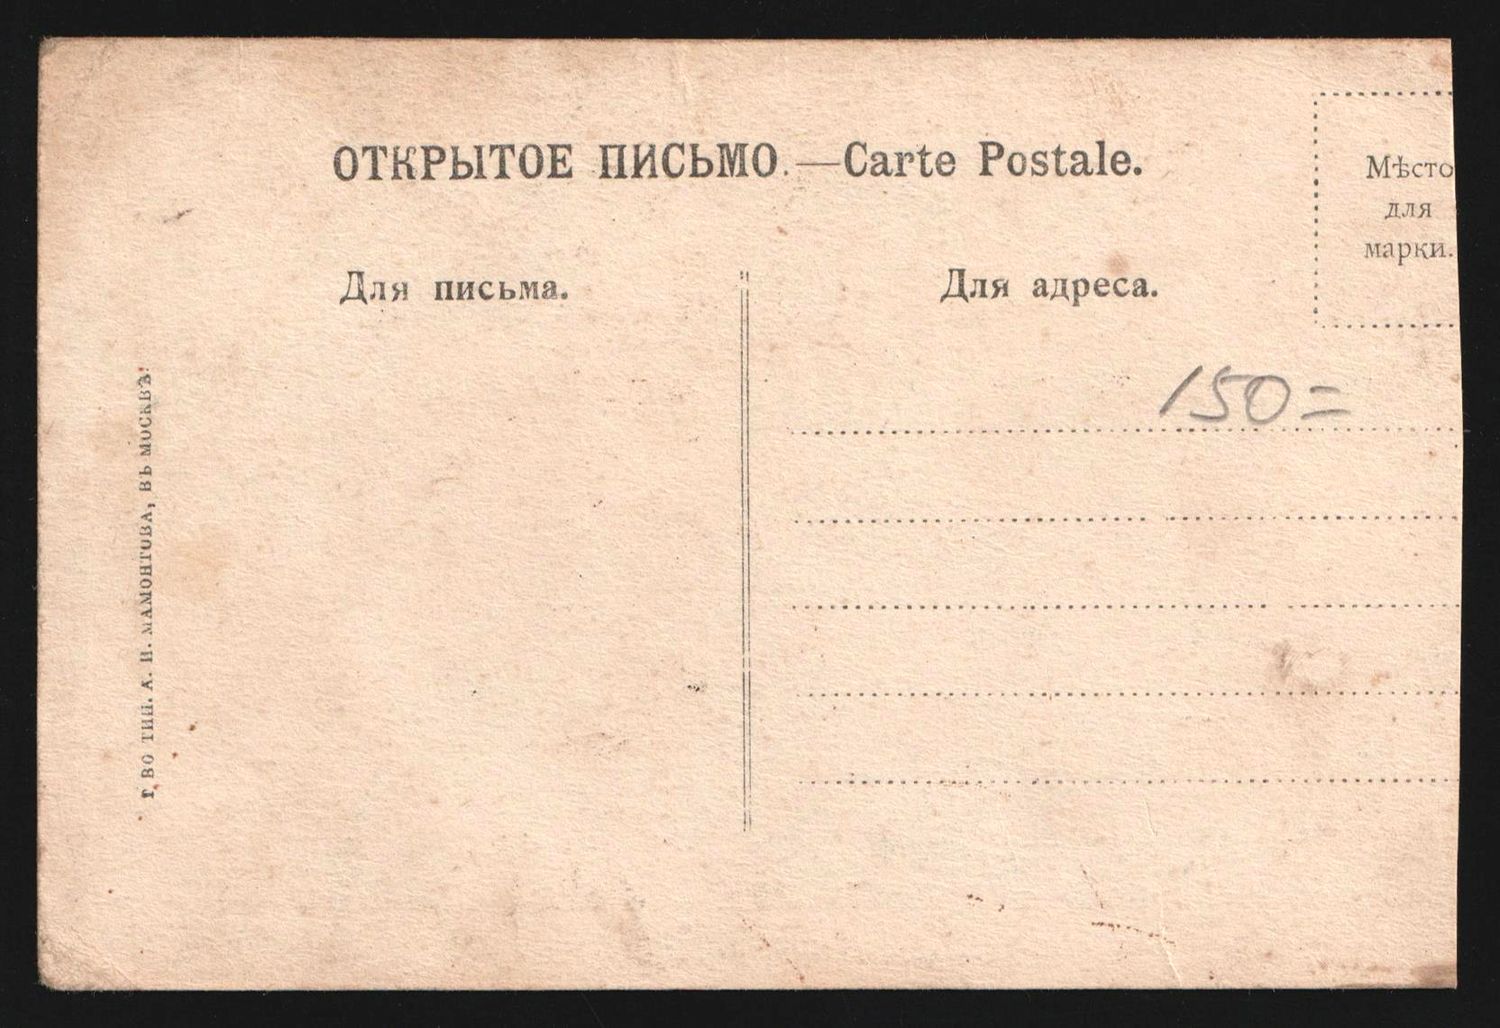 ОТКРЫТОЕ ПИСЬМО.—Carte Postale.
Мѣсто
для
марки.
Для письма.
Для адреса.
150=
Т-ВО ТИП. А. И. МАМОНТОВА, ВЪ МОСКВѢ